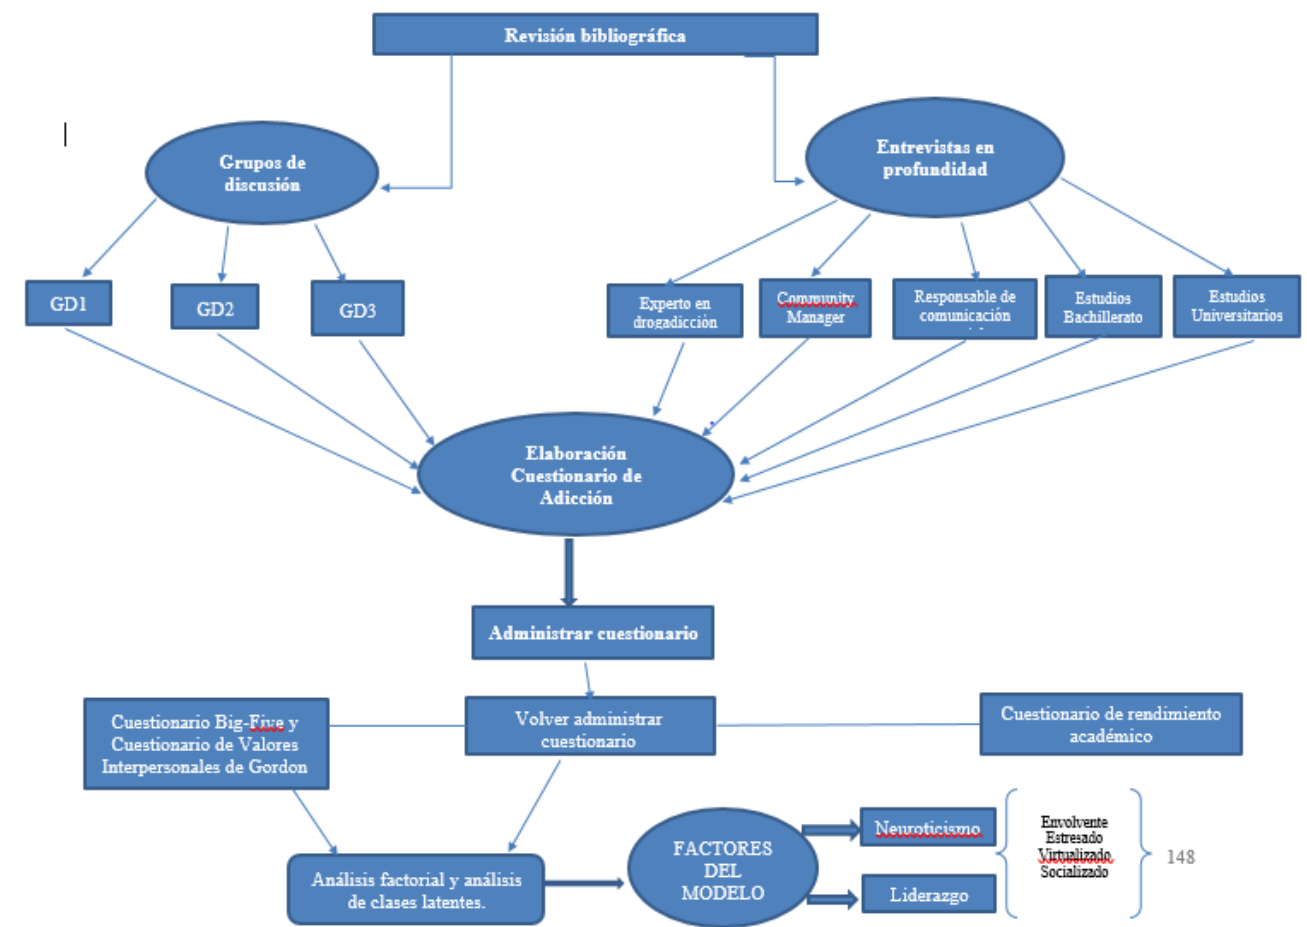 Revisión bibliográfica
Grupos de
discusión
Entrevistas en
profundidad
GD1
GD2
GD3
Experto en
drogadicción
Community
Manager
Responsable de
comunicación
Estudios
Bachillerato
Estudios
Universitarios
Elaboración
Cuestionario de
Adicción
Administrar cuestionario
Cuestionario Big-Five y
Cuestionario de Valores
Interpersonales de Gordon
Volver administrar
cuestionario
Cuestionario de rendimiento
académico
Análisis factorial y análisis
de clases latentes.
FACTORES
DEL
MODELO
Neuroticismo
Liderazgo
Envolvente
Estresado
Virtualizado
Socializado
148